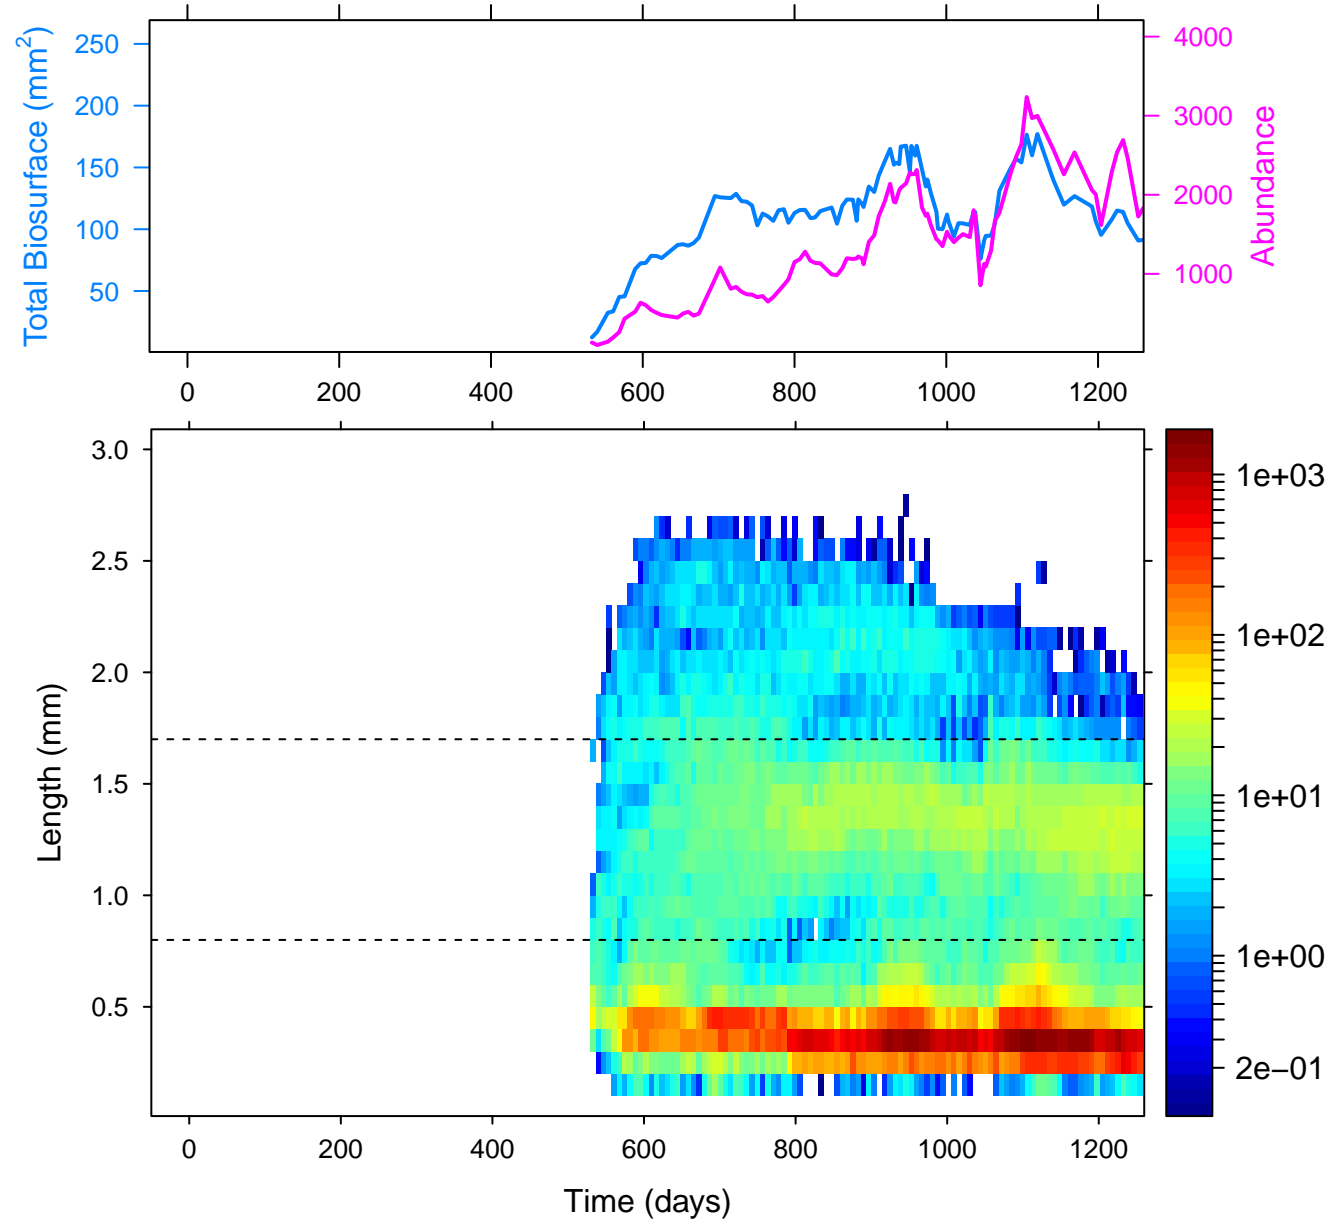 Total Biosurface (mm²)
250
200
150
100
50
4000
3000
2000
1000
Abundance
0 200 400 600 800 1000 1200
Length (mm)
3.0
2.5
2.0
1.5
1.0
0.5
1e+03
1e+02
1e+01
1e+00
2e−01
0 200 400 600 800 1000 1200
Time (days)